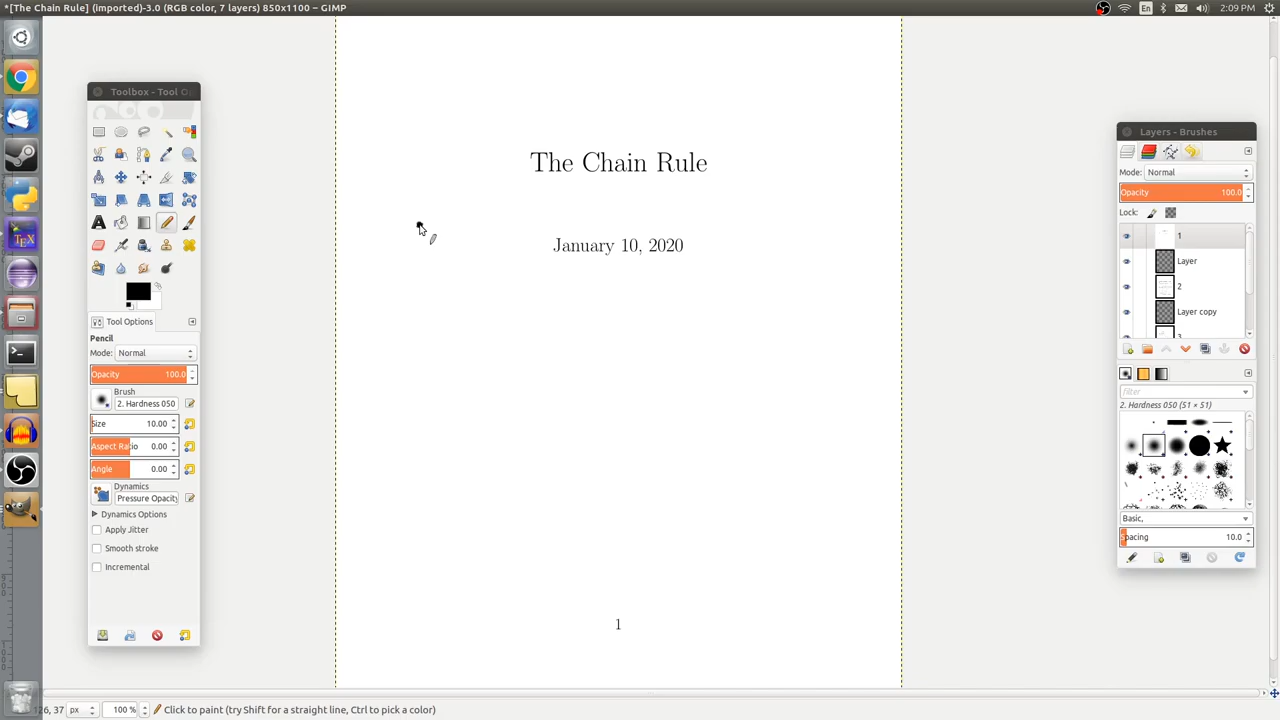 *[The Chain Rule] (imported)-3.0 (RGB color, 7 layers) 850x1100 – GIMP
En
2:09 PM
Toolbox - Tool O
The Chain Rule
January 10, 2020
1
Tool Options
Pencil
Mode: Normal
Opacity 100.0
Brush
2. Hardness 050
Size 10.00
Aspect Ratio 0.00
Angle 0.00
Dynamics
Pressure Opacity
Dynamics Options
Apply Jitter
Smooth stroke
Incremental
Layers - Brushes
Mode: Normal
Opacity 100.0
Lock:
1
Layer
2
Layer copy
3
Filter
2. Hardness 050 (51 × 51)
Basic,
Spacing 10.0
TEX
px 100 % Click to paint (try Shift for a straight line, Ctrl to pick a color)